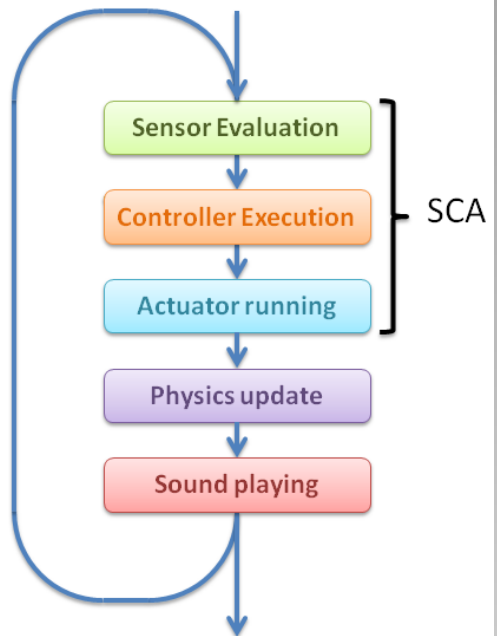 Sensor Evaluation
Controller Execution
SCA
Actuator running
Physics update
Sound playing